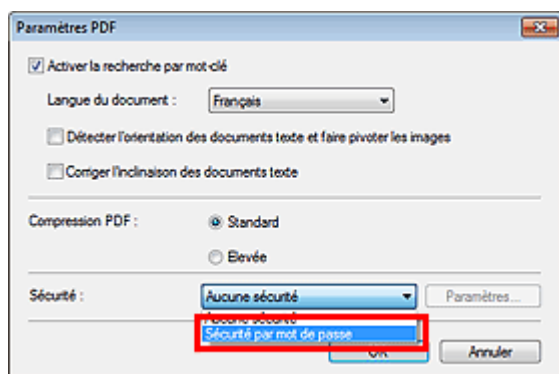 Paramètres PDF
Activer la recherche par mot-clé
Langue du document : Français
Détecter l'orientation des documents texte et faire pivoter les images
Corriger l'inclinaison des documents texte
Compression PDF : Standard
Elevée
Sécurité : Aucune sécurité Paramètres...
Aucune sécurité
Sécurité par mot de passe
OK Annuler